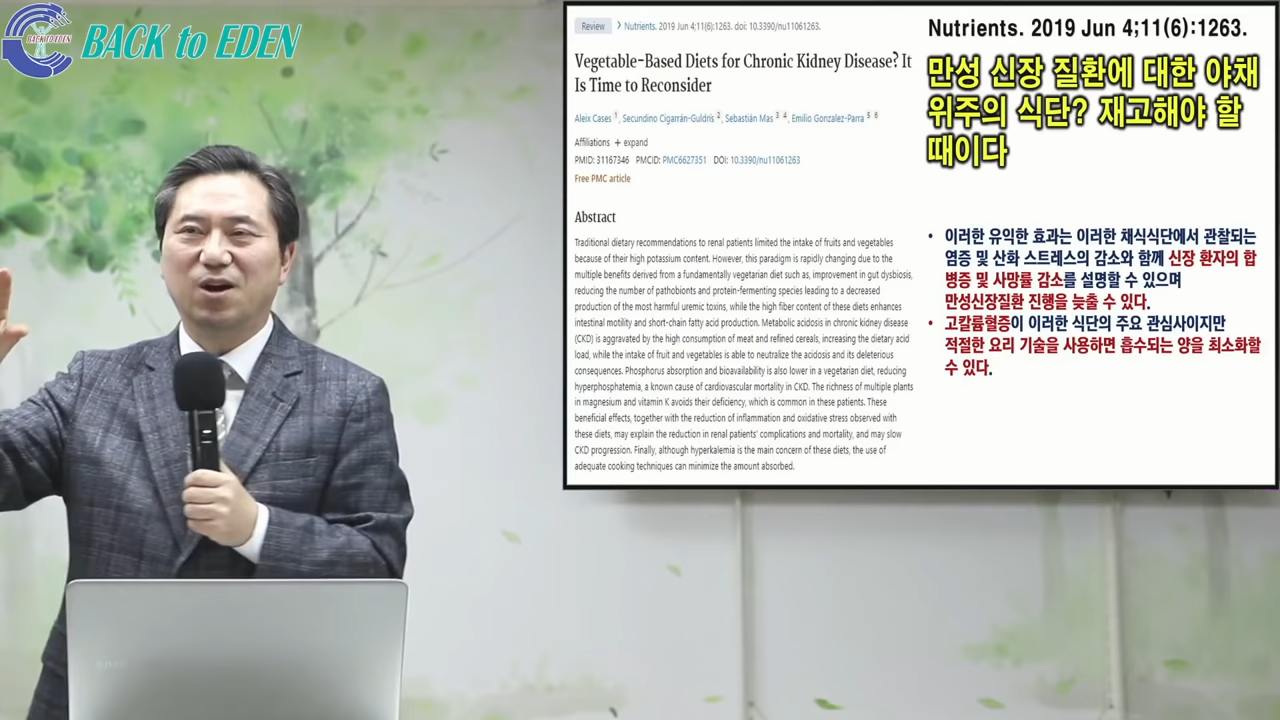 BACK TO EDEN
BACK to EDEN
Review > Nutrients. 2019 Jun 4;11(6):1263. doi: 10.3390/nu11061263.
Vegetable-Based Diets for Chronic Kidney Disease? It
Is Time to Reconsider
Aleix Cases 1, Secundino Cigarrán-Guldrís 2, Sebastián Mas 3 4, Emilio Gonzalez-Parra 5 6
Affiliations + expand
PMID: 31167346 PMCID: PMC6627351 DOI: 10.3390/nu11061263
Free PMC article
Abstract
Traditional dietary recommendations to renal patients limited the intake of fruits and vegetables
because of their high potassium content. However, this paradigm is rapidly changing due to the
multiple benefits derived from a fundamentally vegetarian diet such as, improvement in gut dysbiosis,
reducing the number of pathobionts and protein-fermenting species leading to a decreased
production of the most harmful uremic toxins, while the high fiber content of these diets enhances
intestinal motility and short-chain fatty acid production. Metabolic acidosis in chronic kidney disease
(CKD) is aggravated by the high consumption of meat and refined cereals, increasing the dietary acid
load, while the intake of fruit and vegetables is able to neutralize the acidosis and its deleterious
consequences. Phosphorus absorption and bioavailability is also lower in a vegetarian diet, reducing
hyperphosphatemia, a known cause of cardiovascular mortality in CKD. The richness of multiple plants
in magnesium and vitamin K avoids their deficiency, which is common in these patients. These
beneficial effects, together with the reduction of inflammation and oxidative stress observed with
these diets, may explain the reduction in renal patients' complications and mortality, and may slow
CKD progression. Finally, although hyperkalemia is the main concern of these diets, the use of
adequate cooking techniques can minimize the amount absorbed.
Nutrients. 2019 Jun 4;11(6):1263.
만성 신장 질환에 대한 야채
위주의 식단? 재고해야 할
때이다
• 이러한 유익한 효과는 이러한 채식식단에서 관찰되는
염증 및 산화 스트레스의 감소와 함께 신장 환자의 합
병증 및 사망률 감소를 설명할 수 있으며
만성신장질환 진행을 늦출 수 있다.
• 고칼륨혈증이 이러한 식단의 주요 관심사이지만
적절한 요리 기술을 사용하면 흡수되는 양을 최소화할
수 있다.